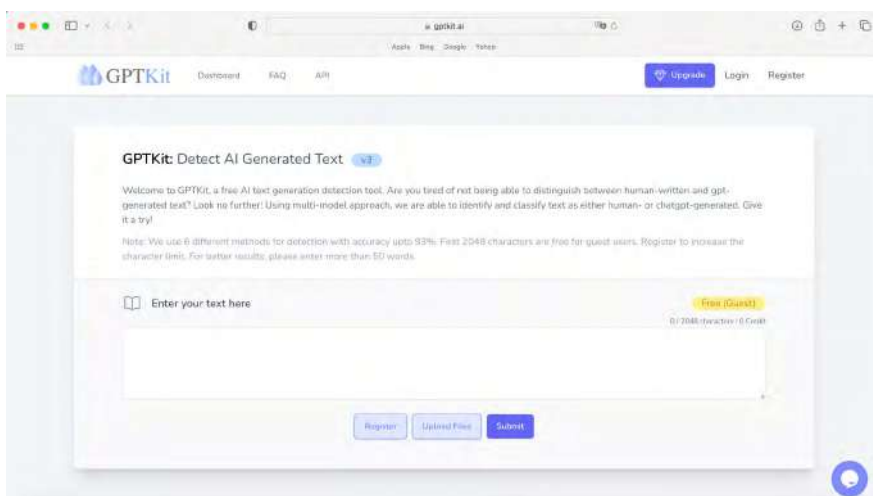 gptkit.ai
Apple Bing Google Yahoo
GPTKit Dashboard FAQ API Upgrade Login Register
GPTKit: Detect AI Generated Text v3
Welcome to GPTKit, a free AI text generation detection tool. Are you tired of not being able to distinguish between human-written and gpt-
generated text? Look no further! Using multi-model approach, we are able to identify and classify text as either human- or chatgpt-generated. Give
it a try!
Note: We use 6 different methods for detection with accuracy upto 93%. First 2048 characters are free for guest users. Register to increase the
character limit. For better results, please enter more than 50 words.
Enter your text here
Free (Guest)
0 / 2048 characters / 0 Credit
Register Upload Files Submit